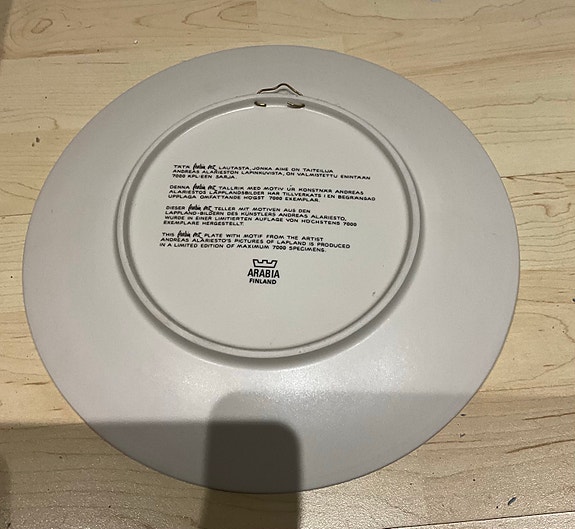 TÄTÄ Arabia art LAUTASTA, JONKA AIHE ON TAITEILIJA
ANDREAS ALARIESTON LAPINKUVISTA, ON VALMISTETTU ENINTÄÄN
7000 KPL:EEN SARJA.
DENNA Arabia art TALLRIK MED MOTIV UR KONSTNÄR ANDREAS
ALARIESTOS LAPPLANDSBILDER HAR TILLVERKATS I EN BEGRÄNSAD
UPPLAGA OMFATTANDE HÖGST 7000 EXEMPLAR.
DIESER Arabia art TELLER MIT MOTIVEN AUS DEN
LAPPLAND-BILDERN DES KÜNSTLERS ANDREAS ALARIESTO,
WURDE IN EINER LIMITIERTEN AUFLAGE VON HÖCHSTENS 7000
EXEMPLARE HERGESTELLT.
THIS Arabia art PLATE WITH MOTIF FROM THE ARTIST
ANDREAS ALARIESTO'S PICTURES OF LAPLAND IS PRODUCED
IN A LIMITED EDITION OF MAXIMUM 7000 SPECIMENS.
ARABIA
FINLAND